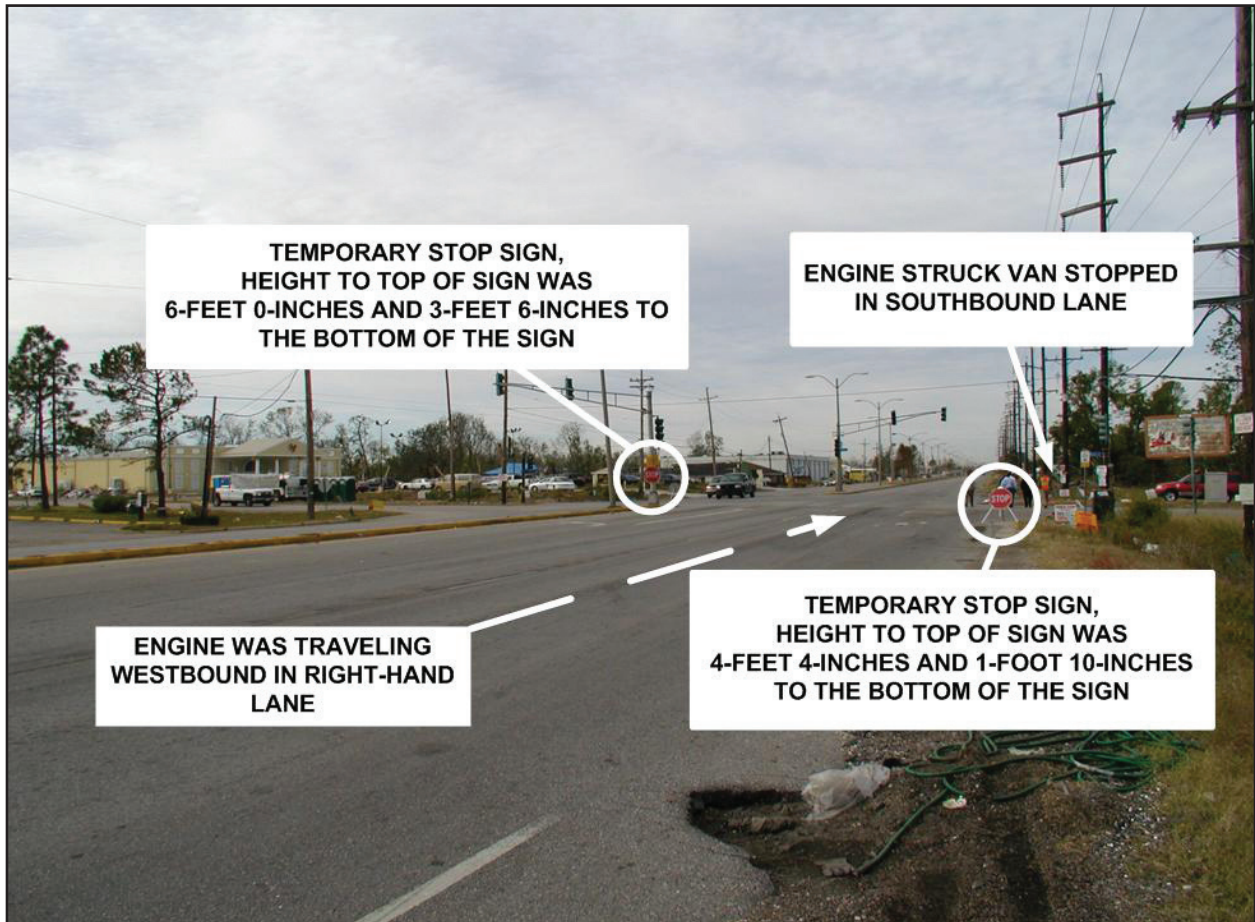 TEMPORARY STOP SIGN,
HEIGHT TO TOP OF SIGN WAS
6-FEET 0-INCHES AND 3-FEET 6-INCHES TO
THE BOTTOM OF THE SIGN
ENGINE STRUCK VAN STOPPED
IN SOUTHBOUND LANE
STOP
STOP
ENGINE WAS TRAVELING
WESTBOUND IN RIGHT-HAND
LANE
TEMPORARY STOP SIGN,
HEIGHT TO TOP OF SIGN WAS
4-FEET 4-INCHES AND 1-FOOT 10-INCHES
TO THE BOTTOM OF THE SIGN